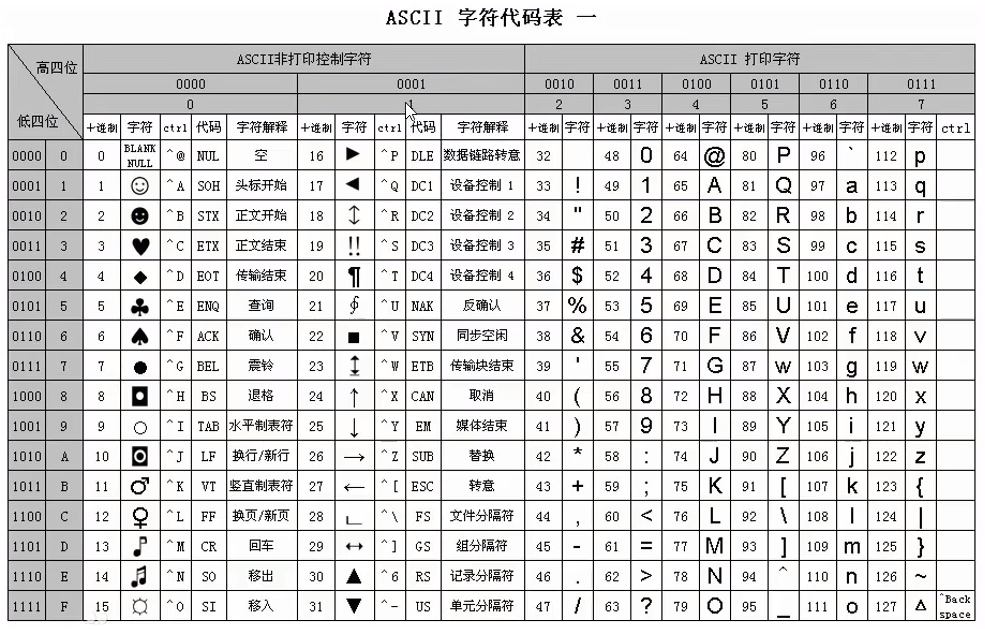 ASCII 字符代码表 一
高四位 ASCII非打印控制字符 ASCII 打印字符
0000 0001 0010 0011 0100 0101 0110 0111
低四位 0 1 2 3 4 5 6 7
十进制 字符 ctrl 代码 字符解释 十进制 字符 ctrl 代码 字符解释 十进制 字符 十进制 字符 十进制 字符 十进制 字符 十进制 字符 十进制 字符 ctrl
0000 0 0 BLANK NULL ^@ NUL 空 16 ► ^P DLE 数据链路转意 32 48 0 64 @ 80 P 96 ` 112 p
0001 1 1 ☺ ^A SOH 头标开始 17 ◄ ^Q DC1 设备控制 1 33 ! 49 1 65 A 81 Q 97 a 113 q
0010 2 2 ☻ ^B STX 正文开始 18 ↕ ^R DC2 设备控制 2 34 " 50 2 66 B 82 R 98 b 114 r
0011 3 3 ♥ ^C ETX 正文结束 19 !! ^S DC3 设备控制 3 35 # 51 3 67 C 83 S 99 c 115 s
0100 4 4 ◆ ^D EOT 传输结束 20 ¶ ^T DC4 设备控制 4 36 $ 52 4 68 D 84 T 100 d 116 t
0101 5 5 ♣ ^E ENQ 查询 21 ∮ ^U NAK 反确认 37 % 53 5 69 E 85 U 101 e 117 u
0110 6 6 ♠ ^F ACK 确认 22 ■ ^V SYN 同步空闲 38 & 54 6 70 F 86 V 102 f 118 v
0111 7 7 ● ^G BEL 震铃 23 ↨ ^W ETB 传输块结束 39 ' 55 7 71 G 87 w 103 g 119 w
1000 8 8 ◘ ^H BS 退格 24 ↑ ^X CAN 取消 40 ( 56 8 72 H 88 X 104 h 120 x
1001 9 9 ○ ^I TAB 水平制表符 25 ↓ ^Y EM 媒体结束 41 ) 57 9 73 I 89 Y 105 i 121 y
1010 A 10 ◙ ^J LF 换行/新行 26 → ^Z SUB 替换 42 * 58 : 74 J 90 Z 106 j 122 z
1011 B 11 ♂ ^K VT 竖直制表符 27 ← ^[ ESC 转意 43 + 59 ; 75 K 91 [ 107 k 123 {
1100 C 12 ♀ ^L FF 换页/新页 28 ∟ ^\ FS 文件分隔符 44 , 60 < 76 L 92 \ 108 l 124 |
1101 D 13 ♪ ^M CR 回车 29 ↔ ^] GS 组分隔符 45 - 61 = 77 M 93 ] 109 m 125 }
1110 E 14 ♫ ^N SO 移出 30 ▲ ^6 RS 记录分隔符 46 . 62 > 78 N 94 ^ 110 n 126 ~
1111 F 15 ☼ ^O SI 移入 31 ▼ ^- US 单元分隔符 47 / 63 ? 79 O 95 _ 111 o 127 Δ ^Back space